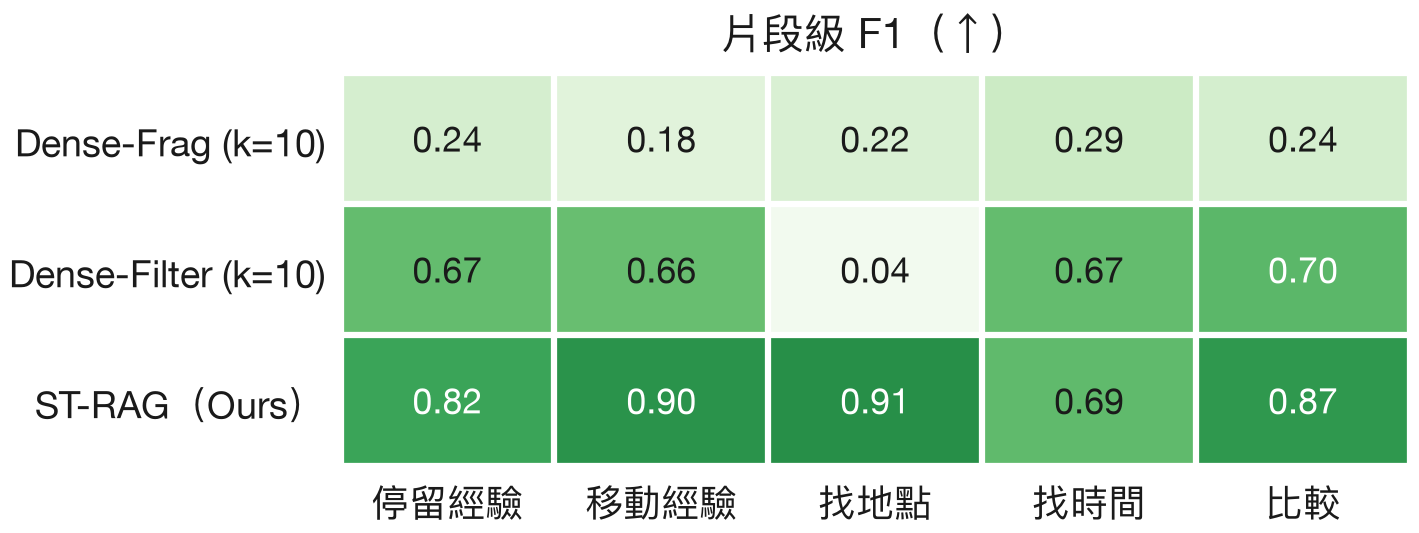 片段級 F1（↑）
Dense-Frag (k=10) 0.24 0.18 0.22 0.29 0.24
Dense-Filter (k=10) 0.67 0.66 0.04 0.67 0.70
ST-RAG（Ours） 0.82 0.90 0.91 0.69 0.87
停留經驗 移動經驗 找地點 找時間 比較